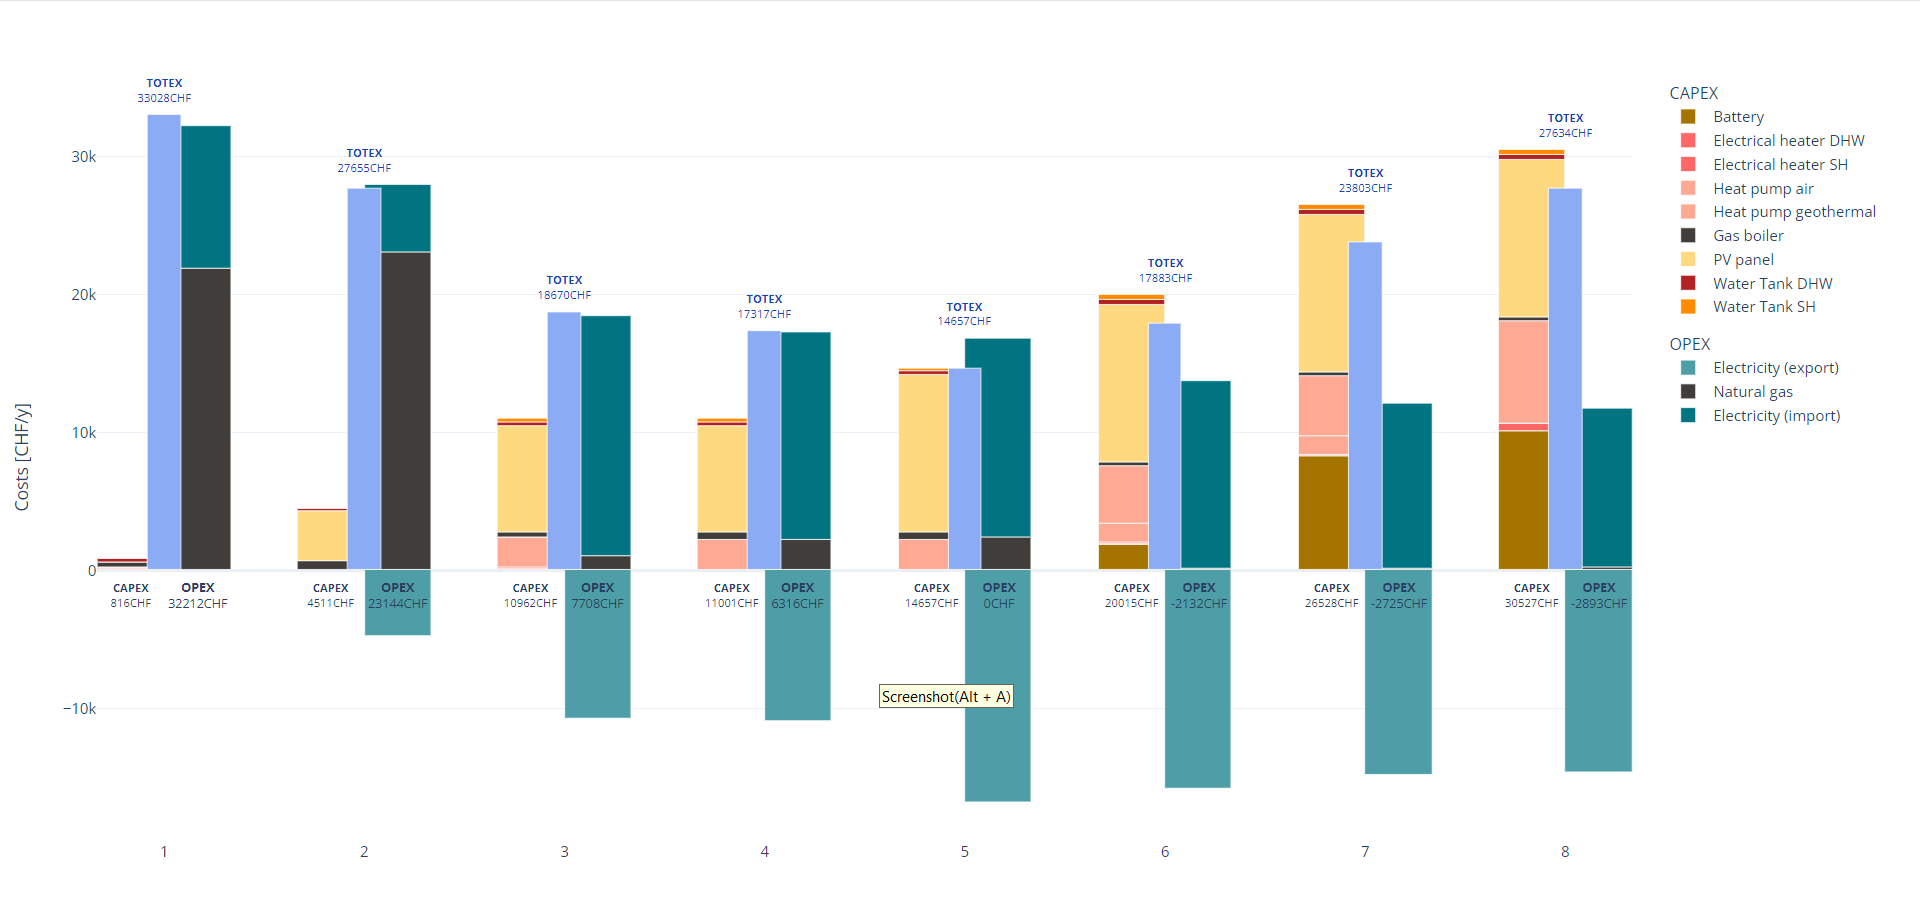 TOTEX
33028CHF
TOTEX
27655CHF
TOTEX
18670CHF
TOTEX
17317CHF
TOTEX
14657CHF
TOTEX
17883CHF
TOTEX
23803CHF
TOTEX
27634CHF
30k
20k
10k
0
−10k
Costs [CHF/y]
CAPEX
816CHF
OPEX
32212CHF
CAPEX
4511CHF
OPEX
23144CHF
CAPEX
10962CHF
OPEX
7708CHF
CAPEX
11001CHF
OPEX
6316CHF
CAPEX
14657CHF
OPEX
0CHF
CAPEX
20015CHF
OPEX
-2132CHF
CAPEX
26528CHF
OPEX
-2725CHF
CAPEX
30527CHF
OPEX
-2893CHF
Screenshot(Alt + A)
1
2
3
4
5
6
7
8
CAPEX
Battery
Electrical heater DHW
Electrical heater SH
Heat pump air
Heat pump geothermal
Gas boiler
PV panel
Water Tank DHW
Water Tank SH
OPEX
Electricity (export)
Natural gas
Electricity (import)